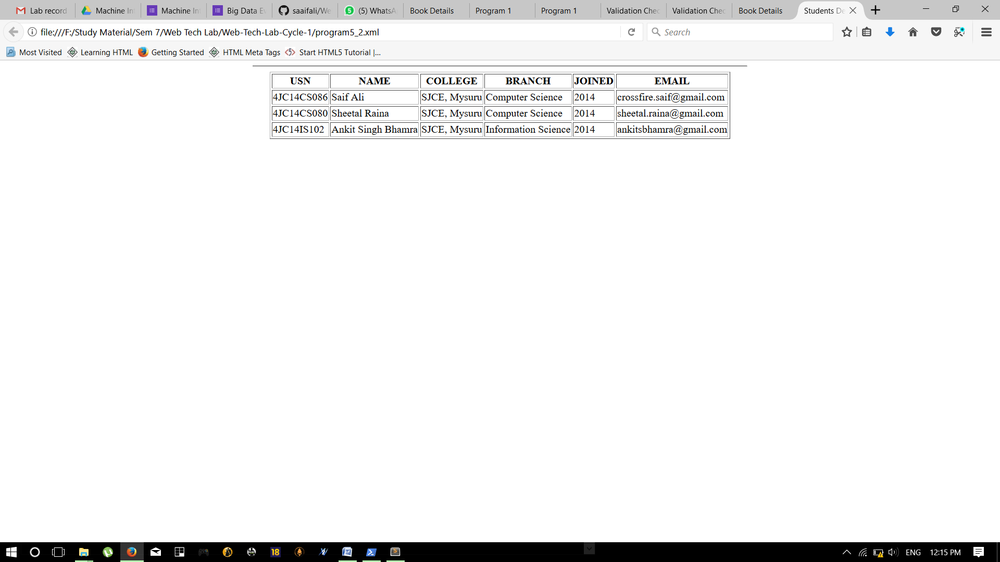 Lab record
Machine Int
Machine Int
Big Data Ev
saaifali/We
(5) WhatsA
Book Details
Program 1
Program 1
Validation Chec
Validation Chec
Book Details
Students De
file:///F:/Study Material/Sem 7/Web Tech Lab/Web-Tech-Lab-Cycle-1/program5_2.xml
Search
Most Visited
Learning HTML
Getting Started
HTML Meta Tags
Start HTML5 Tutorial |...
USN NAME COLLEGE BRANCH JOINED EMAIL
4JC14CS086 Saif Ali SJCE, Mysuru Computer Science 2014 crossfire.saif@gmail.com
4JC14CS080 Sheetal Raina SJCE, Mysuru Computer Science 2014 sheetal.raina@gmail.com
4JC14IS102 Ankit Singh Bhamra SJCE, Mysuru Information Science 2014 ankitsbhamra@gmail.com
18
ENG
12:15 PM